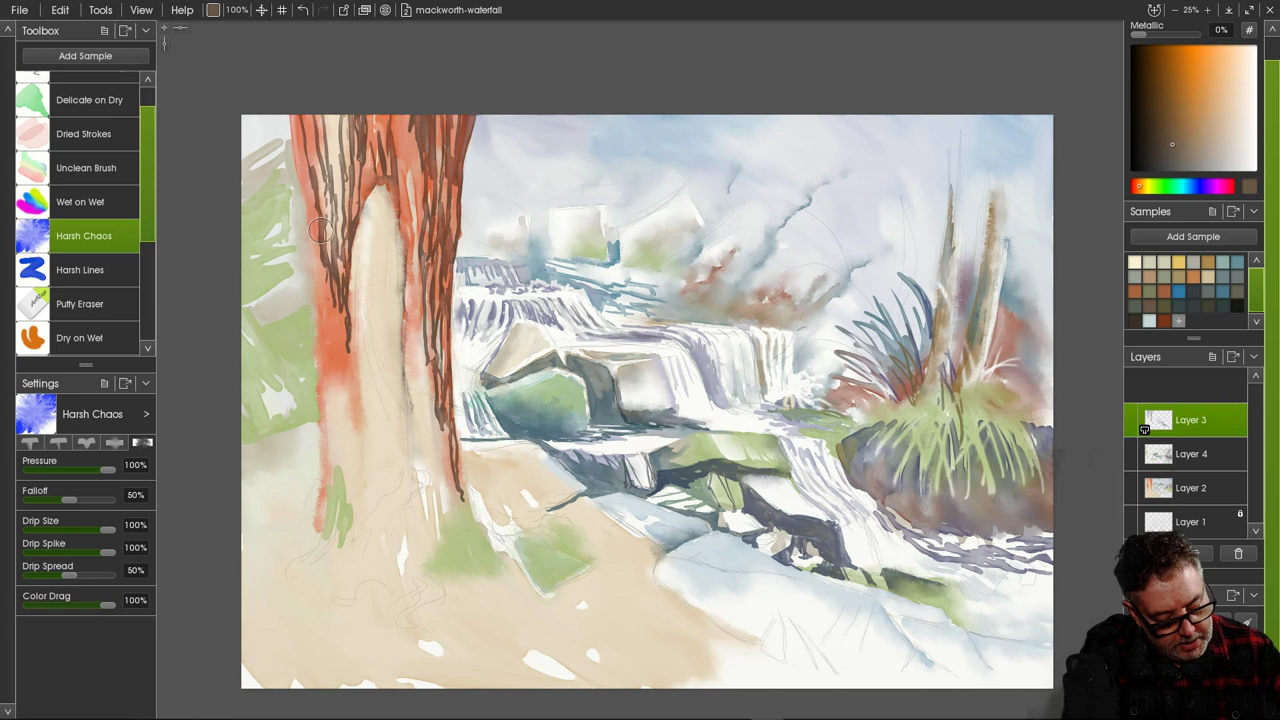 File Edit Tools View Help 100% mackworth-waterfall 25%
Toolbox
Add Sample
Delicate on Dry
Dried Strokes
Unclean Brush
Wet on Wet
Harsh Chaos
Harsh Lines
Putty Eraser
Dry on Wet
Settings
Harsh Chaos >
Pressure 100%
Falloff 50%
Drip Size 100%
Drip Spike 100%
Drip Spread 50%
Color Drag 100%
Metallic 0% #
Samples
Add Sample
Layers
Layer 3
Layer 4
Layer 2
Layer 1